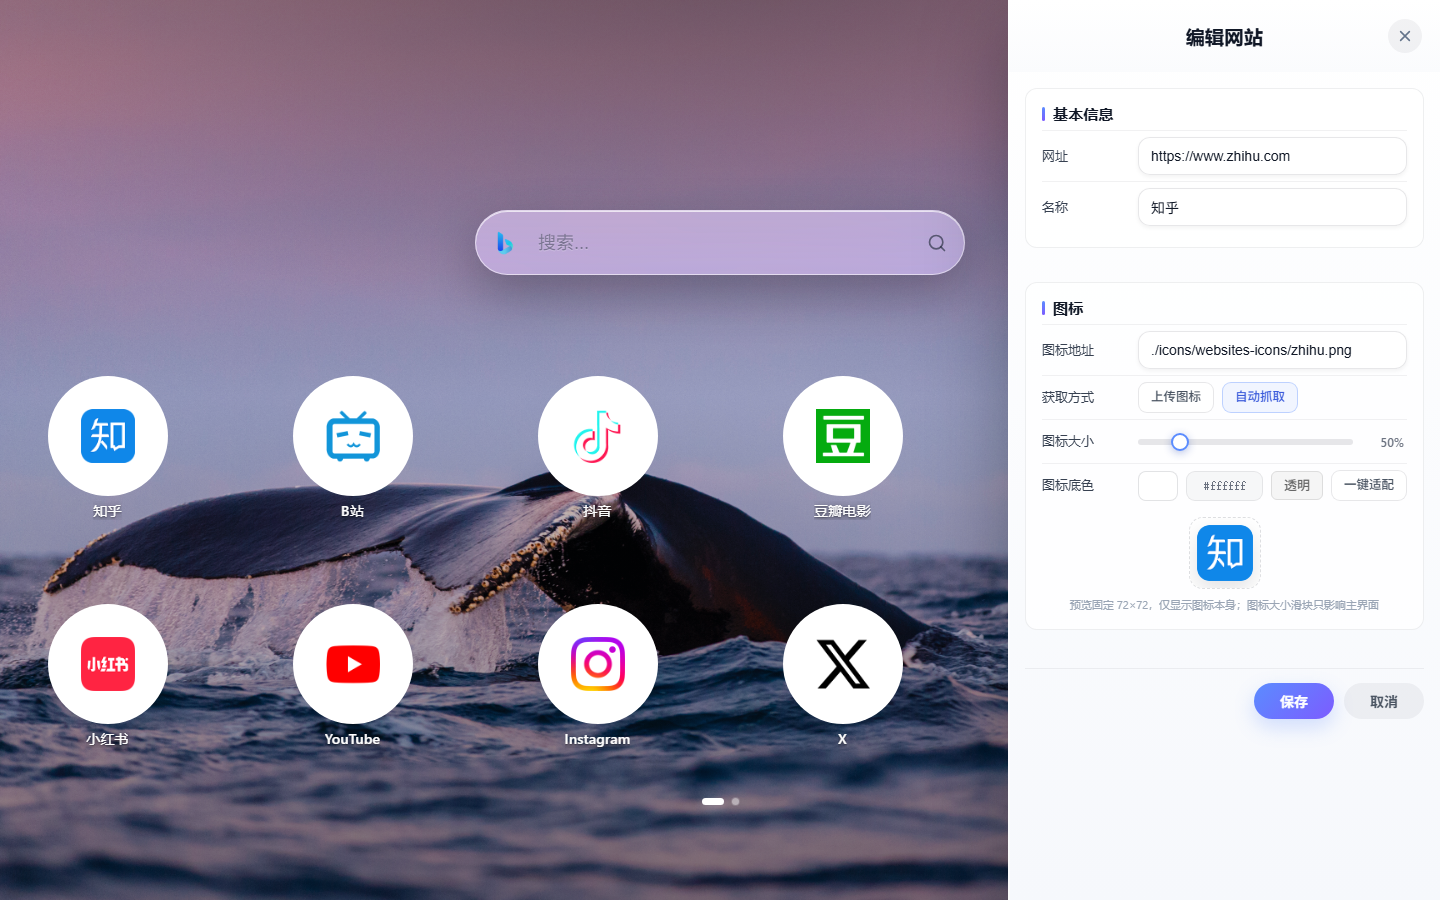 搜索...
知
知乎
B站
抖音
豆
豆瓣电影
小红书
小红书
YouTube
Instagram
X
编辑网站
基本信息
网址
https://www.zhihu.com
名称
知乎
图标
图标地址
./icons/websites-icons/zhihu.png
获取方式
上传图标
自动抓取
图标大小
50%
图标底色
#ffffff
透明
一键适配
知
预览固定 72×72，仅显示图标本身；图标大小滑块只影响主界面
保存
取消